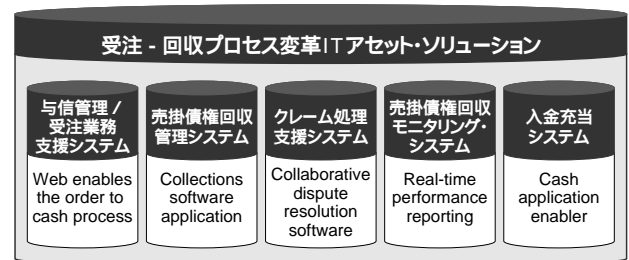 受注 - 回収プロセス変革ITアセット・ソリューション
与信管理 /
受注業務
支援システム
Web enables
the order to
cash process
売掛債権回収
管理システム
Collections
software
application
クレーム処理
支援システム
Collaborative
dispute
resolution
software
売掛債権回収
モニタリング・
システム
Real-time
performance
reporting
入金充当
システム
Cash
application
enabler